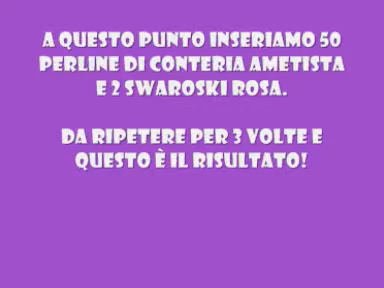 A QUESTO PUNTO INSERIAMO 50
PERLINE DI CONTERIA AMETISTA
E 2 SWAROSKI ROSA.
DA RIPETERE PER 3 VOLTE E
QUESTO È IL RISULTATO!